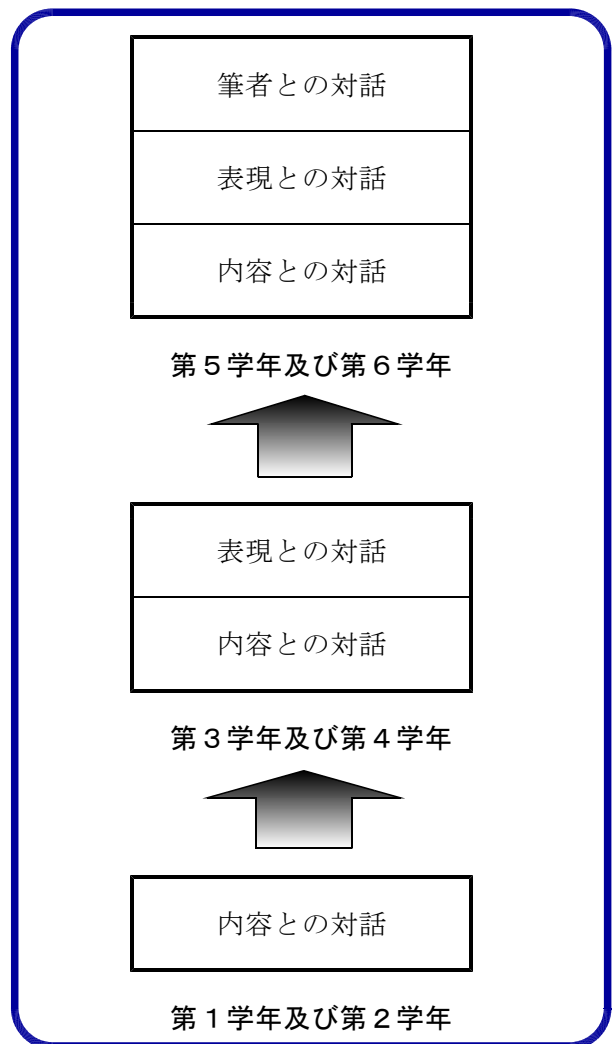 筆者との対話
表現との対話
内容との対話
第５学年及び第６学年
表現との対話
内容との対話
第３学年及び第４学年
内容との対話
第１学年及び第２学年